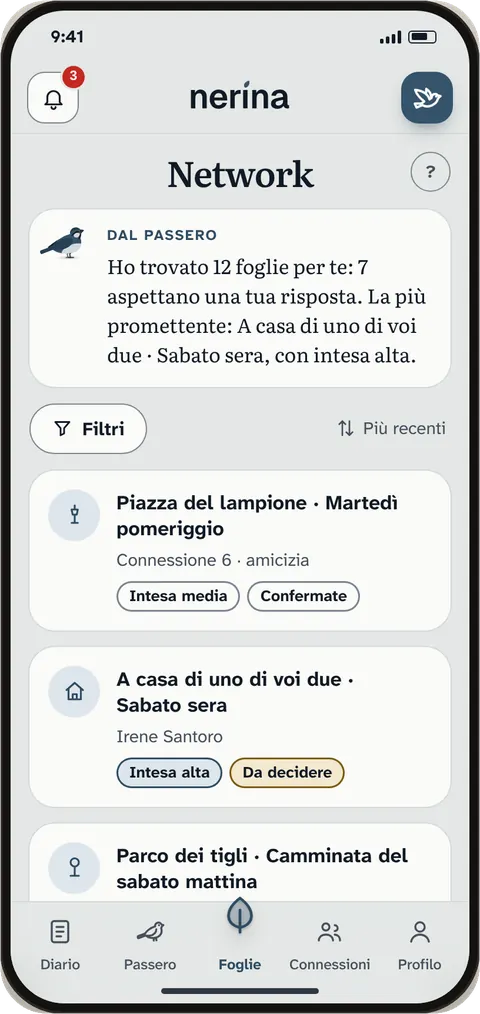 9:41
3
nerina
Network
?
DAL PASSERO
Ho trovato 12 foglie per te: 7
aspettano una tua risposta. La più
promettente: A casa di uno di voi
due · Sabato sera, con intesa alta.
Filtri
Più recenti
Piazza del lampione · Martedì
pomeriggio
Connessione 6 · amicizia
Intesa media
Confermate
A casa di uno di voi due ·
Sabato sera
Irene Santoro
Intesa alta
Da decidere
Parco dei tigli · Camminata del
sabato mattina
Diario
Passero
Foglie
Connessioni
Profilo